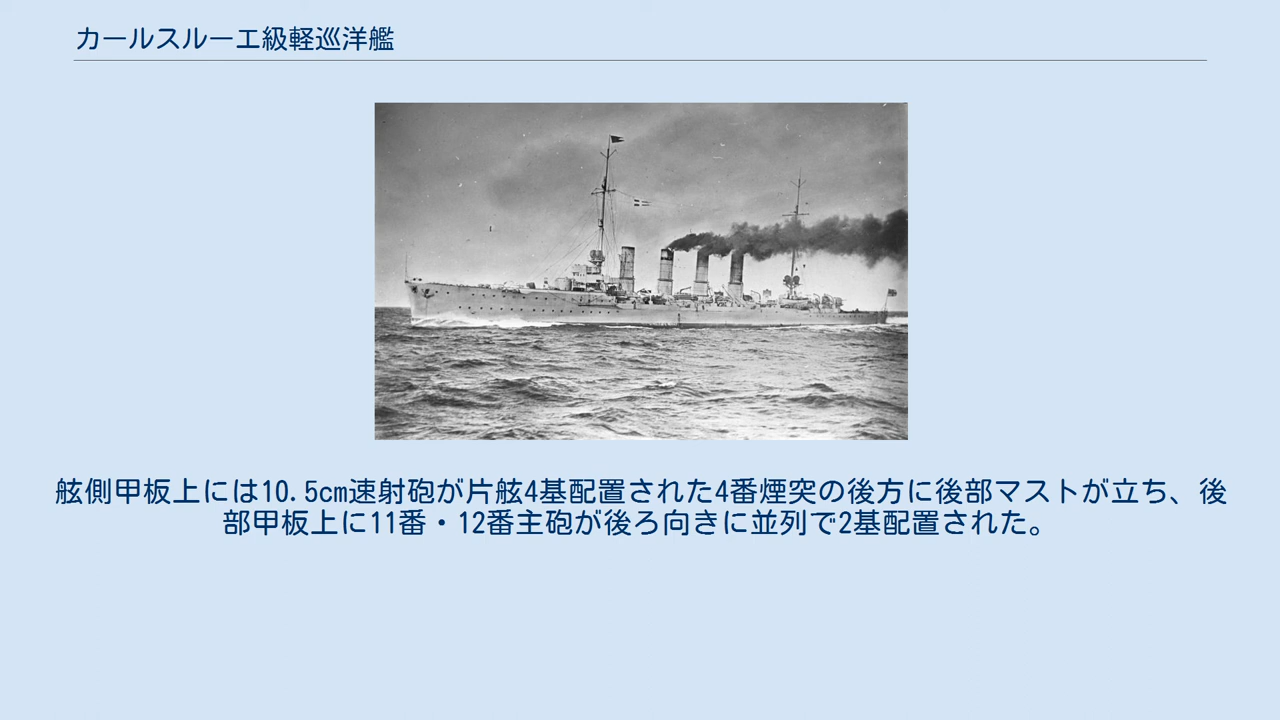 カールスルーエ級軽巡洋艦
舷側甲板上には10.5cm速射砲が片舷4基配置された4番煙突の後方に後部マストが立ち、後
部甲板上に11番・12番主砲が後ろ向きに並列で2基配置された。